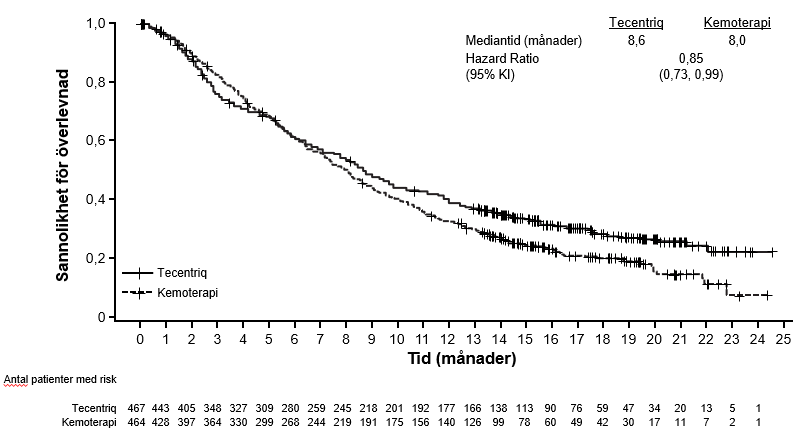 Tecentriq Kemoterapi
Mediantid (månader) 8,6 8,0
Hazard Ratio 0,85
(95% KI) (0,73, 0,99)
Sannolikhet för överlevnad
1,0
0,8
0,6
0,4
0,2
0
Tecentriq
Kemoterapi
0 1 2 3 4 5 6 7 8 9 10 11 12 13 14 15 16 17 18 19 20 21 22 23 24 25
Tid (månader)
Antal patienter med risk
Tecentriq 467 443 405 348 327 309 280 259 245 218 201 192 177 166 138 113 90 76 59 47 34 20 13 5 1
Kemoterapi 464 428 397 364 330 299 268 244 219 191 175 156 140 126 99 78 60 49 42 30 17 11 7 2 1